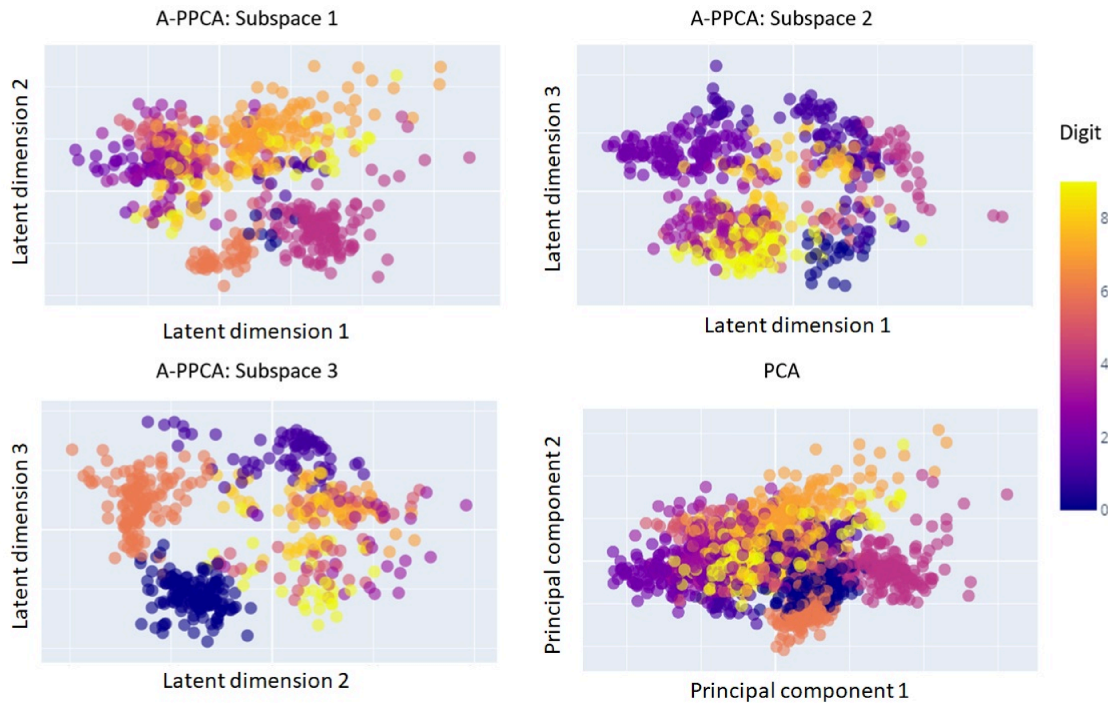 A-PPCA: Subspace 1
A-PPCA: Subspace 2
Latent dimension 2
Latent dimension 1
Latent dimension 3
Latent dimension 1
Digit
8
6
4
2
0
A-PPCA: Subspace 3
PCA
Latent dimension 3
Latent dimension 2
Principal component 2
Principal component 1